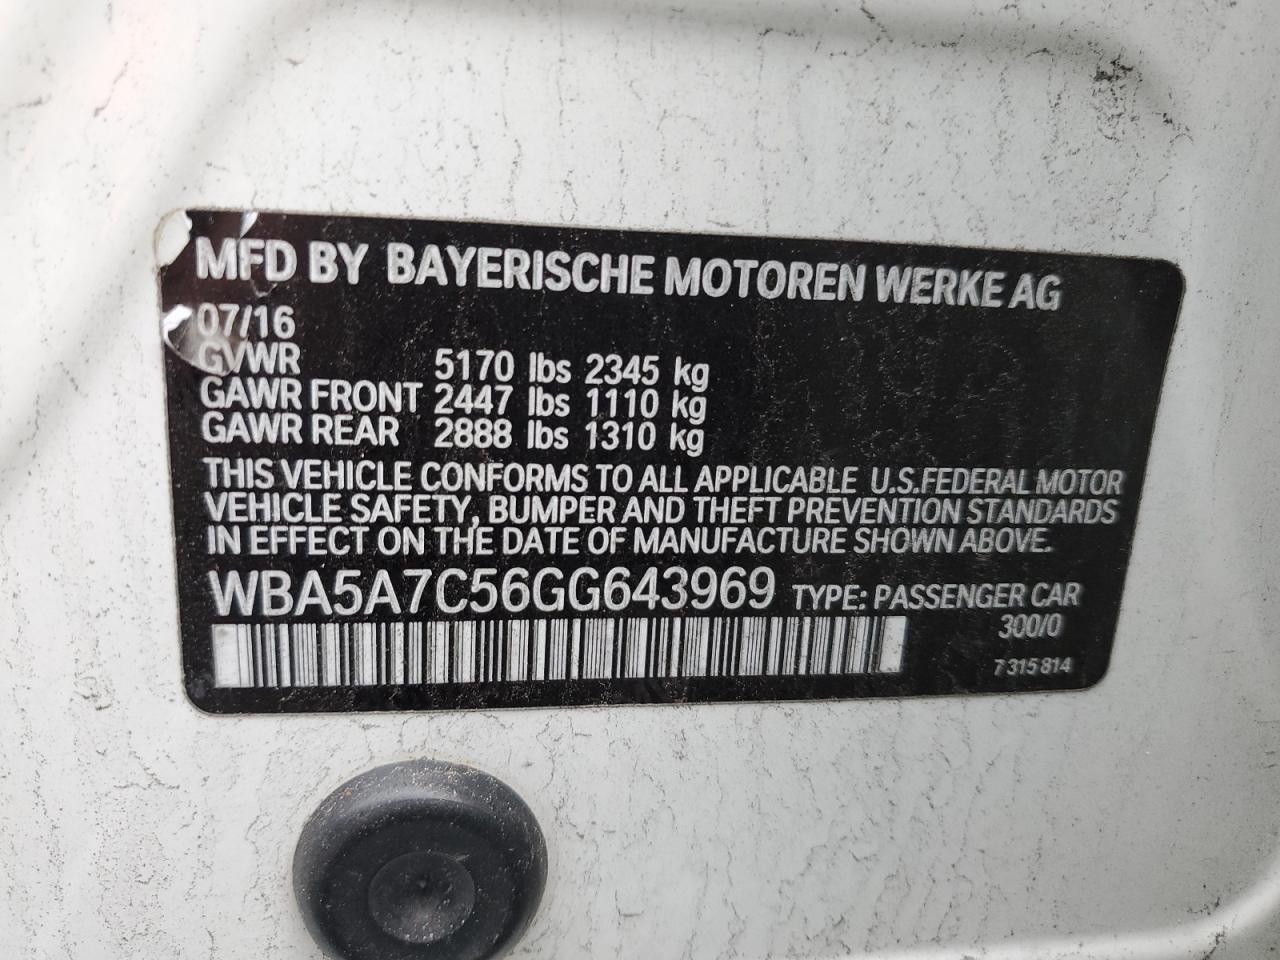 MFD BY BAYERISCHE MOTOREN WERKE AG
07/16
GVWR 5170 lbs 2345 kg
GAWR FRONT 2447 lbs 1110 kg
GAWR REAR 2888 lbs 1310 kg
THIS VEHICLE CONFORMS TO ALL APPLICABLE U.S.FEDERAL MOTOR
VEHICLE SAFETY, BUMPER AND THEFT PREVENTION STANDARDS
IN EFFECT ON THE DATE OF MANUFACTURE SHOWN ABOVE.
WBA5A7C56GG643969 TYPE: PASSENGER CAR
300/0
7 315 814